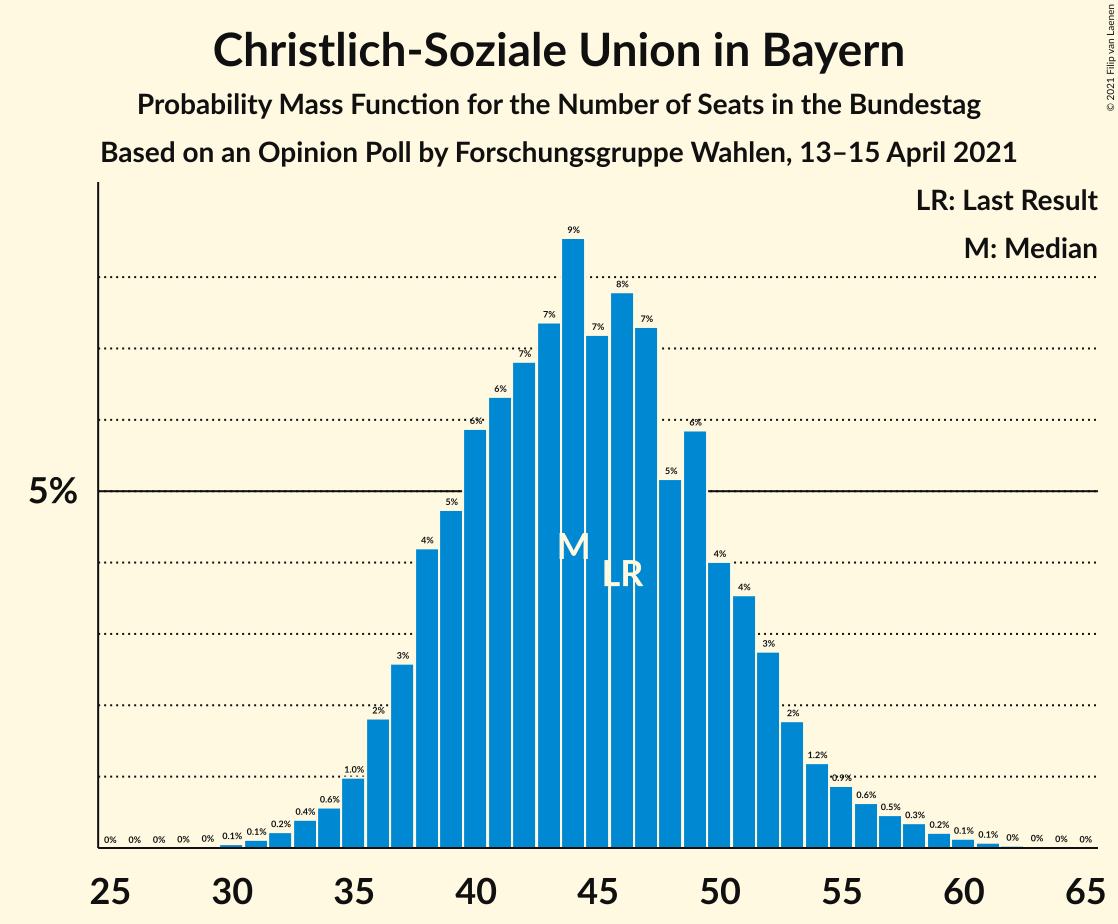 Christlich-Soziale Union in Bayern
Probability Mass Function for the Number of Seats in the Bundestag
Based on an Opinion Poll by Forschungsgruppe Wahlen, 13–15 April 2021
© 2021 Filip van Laenen
LR: Last Result
M: Median
5%
0% 0% 0% 0% 0% 0.1% 0.1% 0.2% 0.4% 0.6% 1.0% 2% 3% 4% 5% 6% 6% 7% 7% 9% 7% 8% 7% 5% 6% 4% 4% 3% 2% 1.2% 0.9% 0.6% 0.5% 0.3% 0.2% 0.1% 0.1% 0% 0% 0% 0%
M
LR
25 30 35 40 45 50 55 60 65